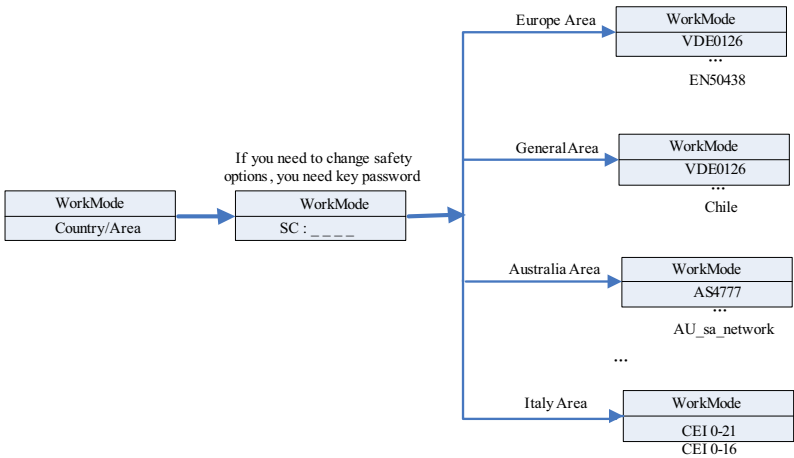 If you need to change safety
options, you need key password
WorkMode
Country/Area
WorkMode
SC : _ _ _ _
Europe Area
WorkMode
VDE0126
...
EN50438
General Area
WorkMode
VDE0126
...
Chile
Australia Area
WorkMode
AS4777
...
AU_sa_network
...
Italy Area
WorkMode
CEI 0-21
CEI 0-16